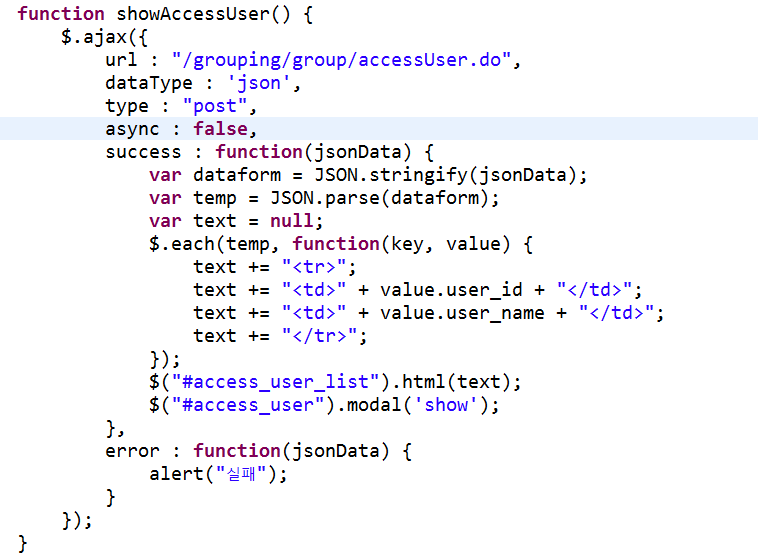 function showAccessUser() {
    $.ajax({
        url : "/grouping/group/accessUser.do",
        dataType : 'json',
        type : "post",
        async : false,
        success : function(jsonData) {
            var dataform = JSON.stringify(jsonData);
            var temp = JSON.parse(dataform);
            var text = null;
            $.each(temp, function(key, value) {
                text += "<tr>";
                text += "<td>" + value.user_id + "</td>";
                text += "<td>" + value.user_name + "</td>";
                text += "</tr>";
            });
            $("#access_user_list").html(text);
            $("#access_user").modal('show');
        },
        error : function(jsonData) {
            alert("실패");
        }
    });
}